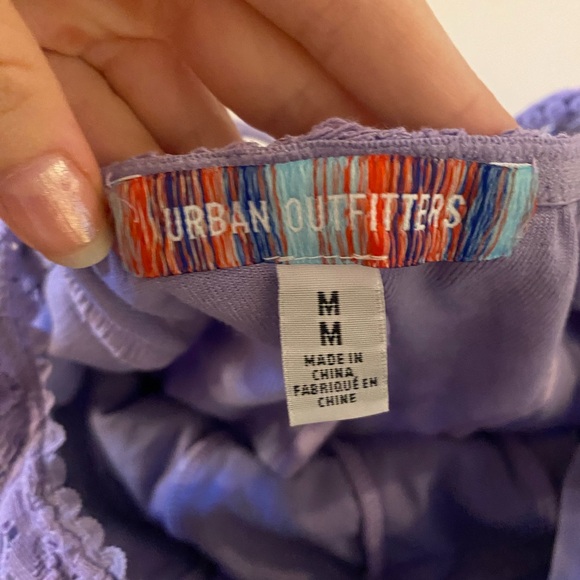 URBAN OUTFITTERS
M
M
MADE IN
CHINA
FABRIQUÉ EN
CHINE